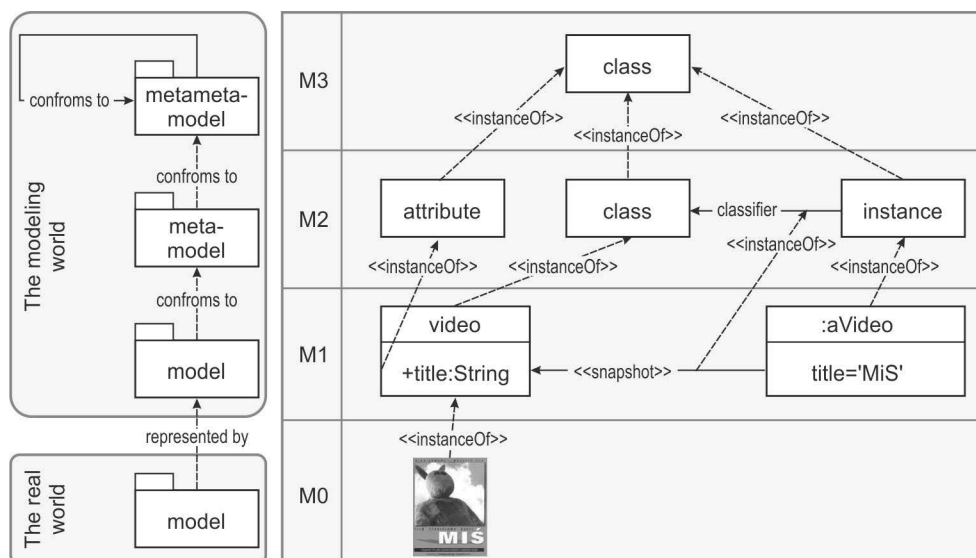 The modeling
world
confroms to
metameta-
model
confroms to
meta-
model
confroms to
model
represented by
The real
world
model
M3
class
<<instanceOf>>
<<instanceOf>>
<<instanceOf>>
M2
attribute
class
classifier
instance
<<instanceOf>>
<<instanceOf>>
<<instanceOf>>
<<instanceOf>>
M1
video
+title:String
<<snapshot>>
:aVideo
title='MiS'
<<instanceOf>>
M0
MIŚ